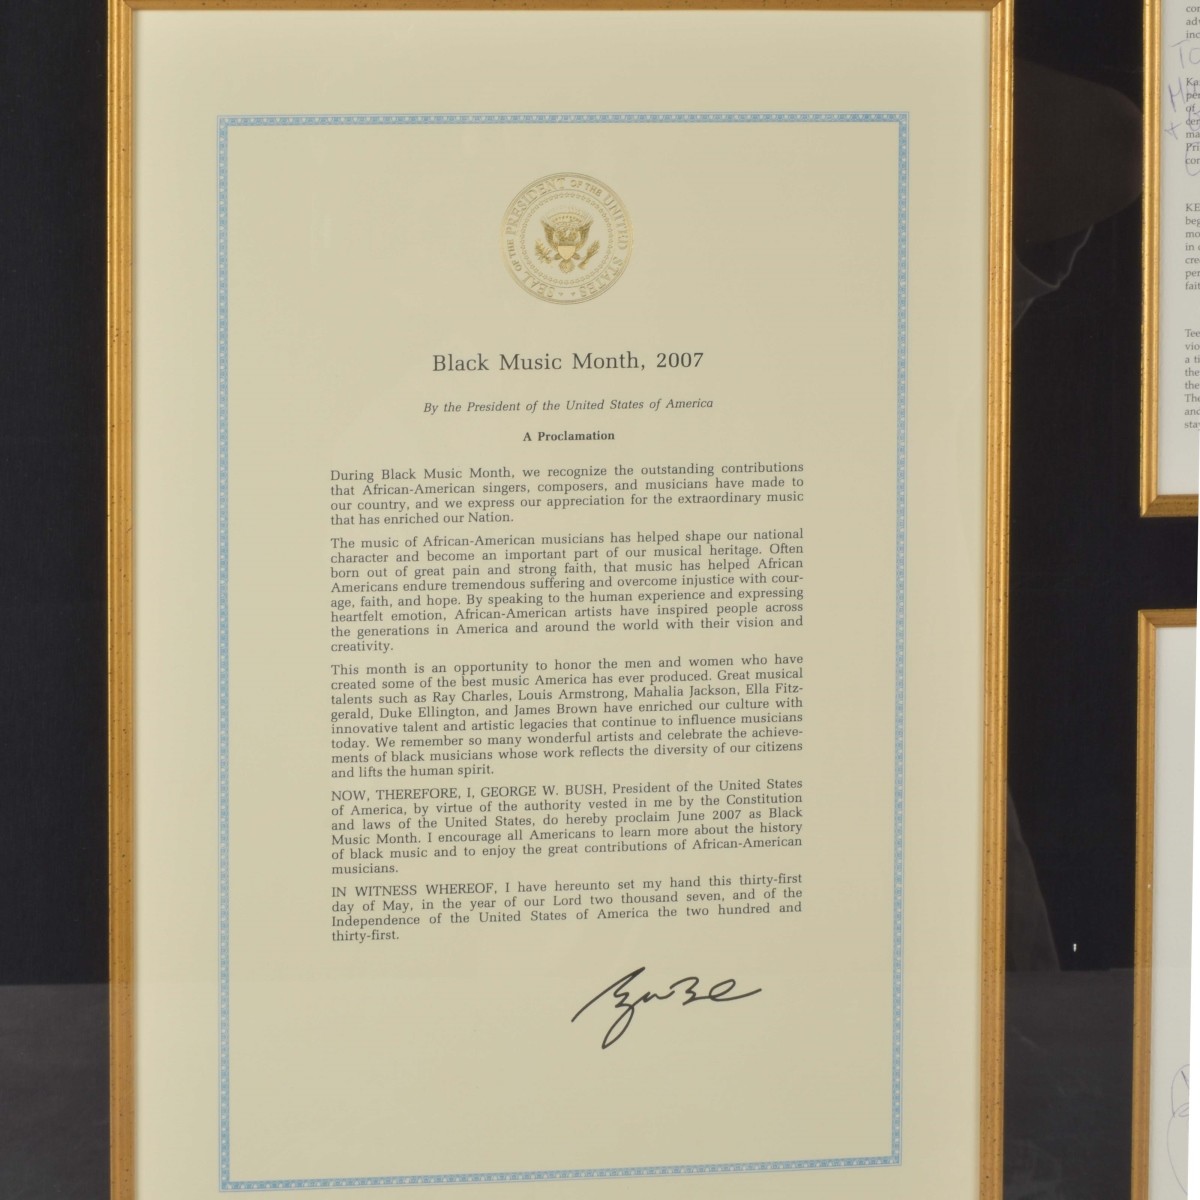 SEAL OF THE PRESIDENT OF THE UNITED STATES
Black Music Month, 2007
By the President of the United States of America
A Proclamation
During Black Music Month, we recognize the outstanding contributions
that African-American singers, composers, and musicians have made to
our country, and we express our appreciation for the extraordinary music
that has enriched our Nation.
The music of African-American musicians has helped shape our national
character and become an important part of our musical heritage. Often
born out of great pain and strong faith, that music has helped African
Americans endure tremendous suffering and overcome injustice with cour-
age, faith, and hope. By speaking to the human experience and expressing
heartfelt emotion, African-American artists have inspired people across
the generations in America and around the world with their vision and
creativity.
This month is an opportunity to honor the men and women who have
created some of the best music America has ever produced. Great musical
talents such as Ray Charles, Louis Armstrong, Mahalia Jackson, Ella Fitz-
gerald, Duke Ellington, and James Brown have enriched our culture with
innovative talent and artistic legacies that continue to influence musicians
today. We remember so many wonderful artists and celebrate the achieve-
ments of black musicians whose work reflects the diversity of our citizens
and lifts the human spirit.
NOW, THEREFORE, I, GEORGE W. BUSH, President of the United States
of America, by virtue of the authority vested in me by the Constitution
and laws of the United States, do hereby proclaim June 2007 as Black
Music Month. I encourage all Americans to learn more about the history
of black music and to enjoy the great contributions of African-American
musicians.
IN WITNESS WHEREOF, I have hereunto set my hand this thirty-first
day of May, in the year of our Lord two thousand seven, and of the
Independence of the United States of America the two hundred and
thirty-first.